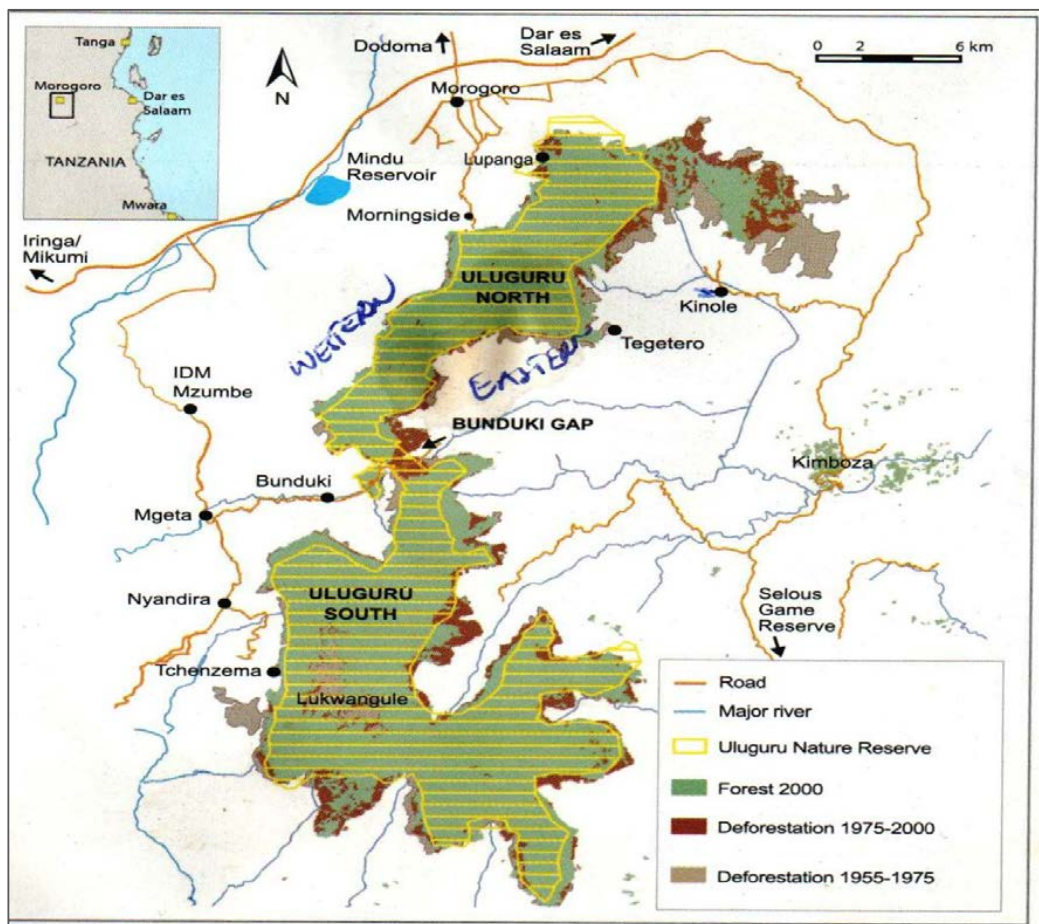 Tanga
Morogoro
Dar es
Salaam
TANZANIA
Mwara
N
Dodoma
Dar es
Salaam
0 2 6 km
Morogoro
Lupanga
Mindu
Reservoir
Morningside
Iringa/
Mikumi
ULUGURU
NORTH
Kinole
WESTERN
EASTERN
Tegetero
IDM
Mzumbe
BUNDUKI GAP
Kimboza
Bunduki
Mgeta
Nyandira
ULUGURU
SOUTH
Selous
Game
Reserve
Tchenzema
Lukwangule
Road
Major river
Uluguru Nature Reserve
Forest 2000
Deforestation 1975-2000
Deforestation 1955-1975